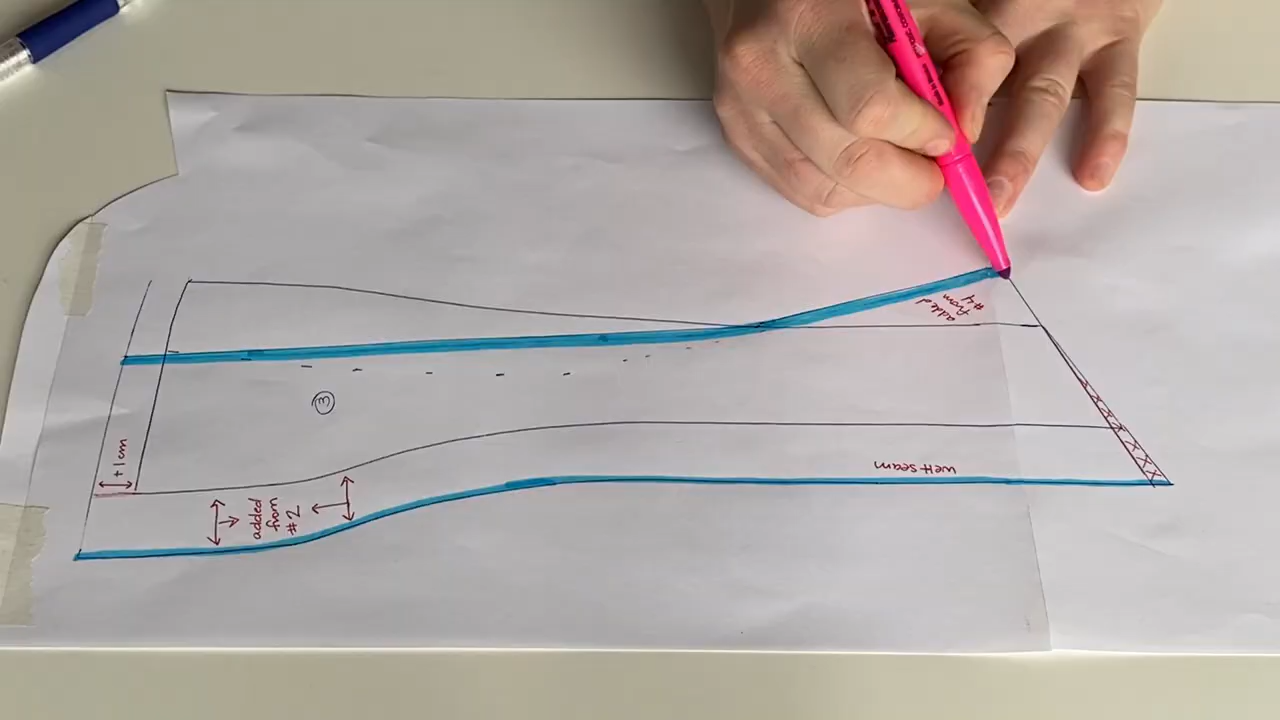 added
from
#4
③
+1cm
welt seam
added
from
#2